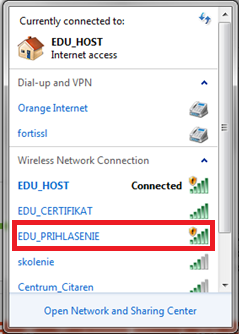 Currently connected to:
EDU_HOST
Internet access
Dial-up and VPN
Orange Internet
fortissl
Wireless Network Connection
EDU_HOST Connected
EDU_CERTIFIKAT
EDU_PRIHLASENIE
skolenie
Centrum_Citaren
Open Network and Sharing Center